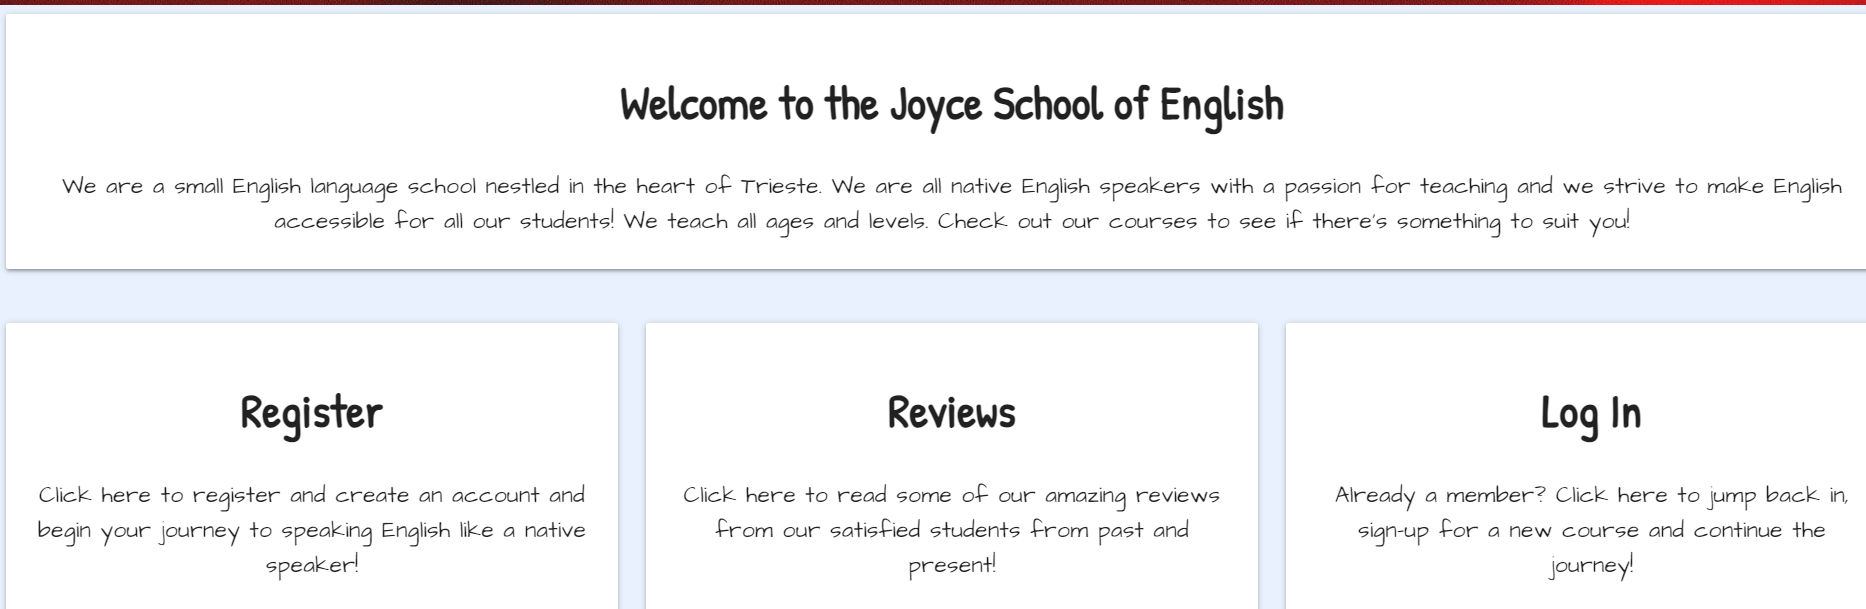 Welcome to the Joyce School of English
We are a small English language school nestled in the heart of Trieste. We are all native English speakers with a passion for teaching and we strive to make English
accessible for all our students! We teach all ages and levels. Check out our courses to see if there's something to suit you!
Register
Click here to register and create an account and
begin your journey to speaking English like a native
speaker!
Reviews
Click here to read some of our amazing reviews
from our satisfied students from past and
present!
Log In
Already a member? Click here to jump back in,
sign-up for a new course and continue the
journey!